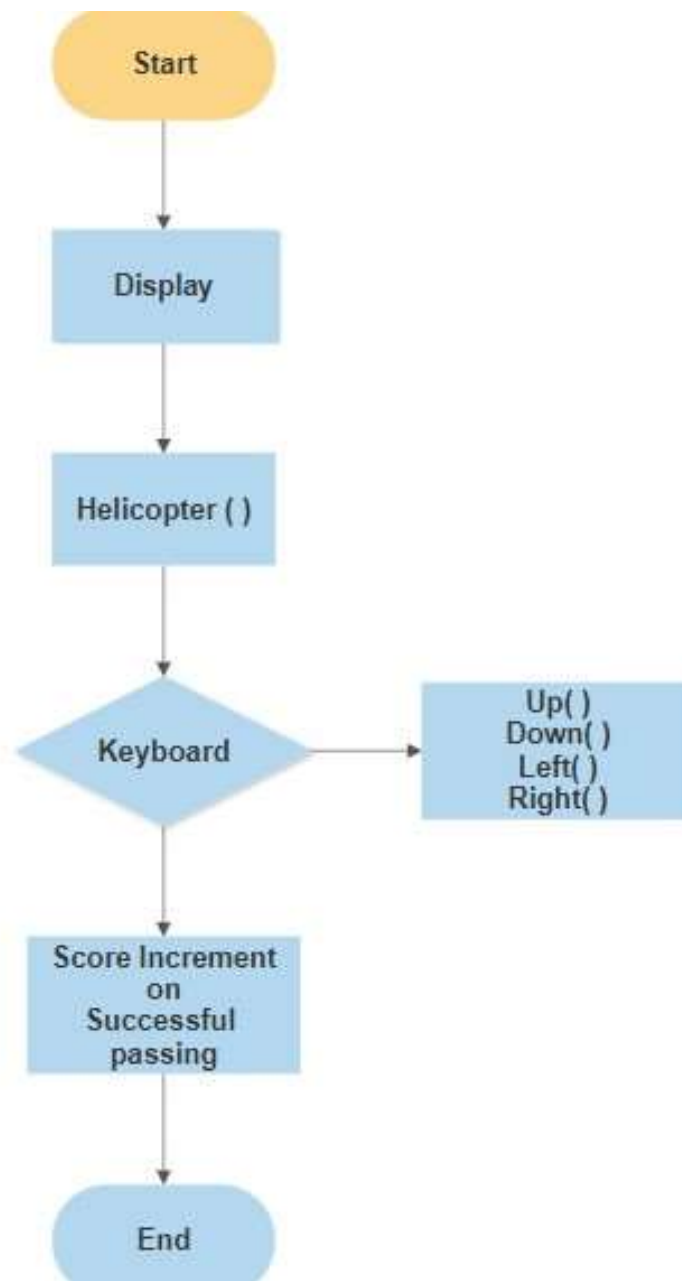 Start
Display
Helicopter ( )
Keyboard
Up( )
Down( )
Left( )
Right( )
Score Increment
on
Successful
passing
End